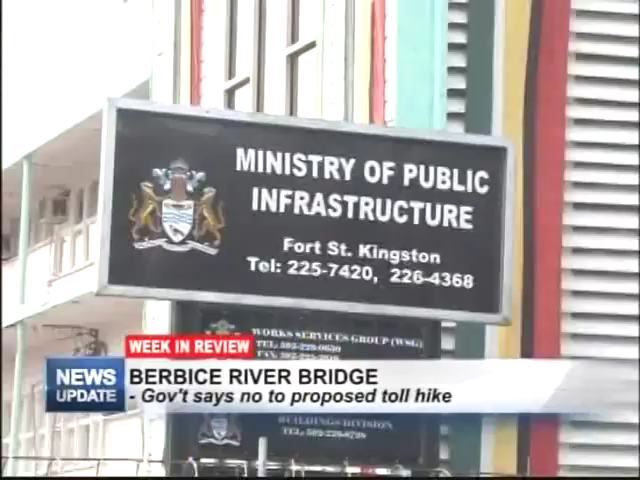 MINISTRY OF PUBLIC
INFRASTRUCTURE
Fort St. Kingston
Tel: 225-7420, 226-4368
WORKS SERVICES GROUP (WSG)
WEEK IN REVIEW
NEWS
UPDATE
BERBICE RIVER BRIDGE
- Gov't says no to proposed toll hike
BUILDINGS DIVISION